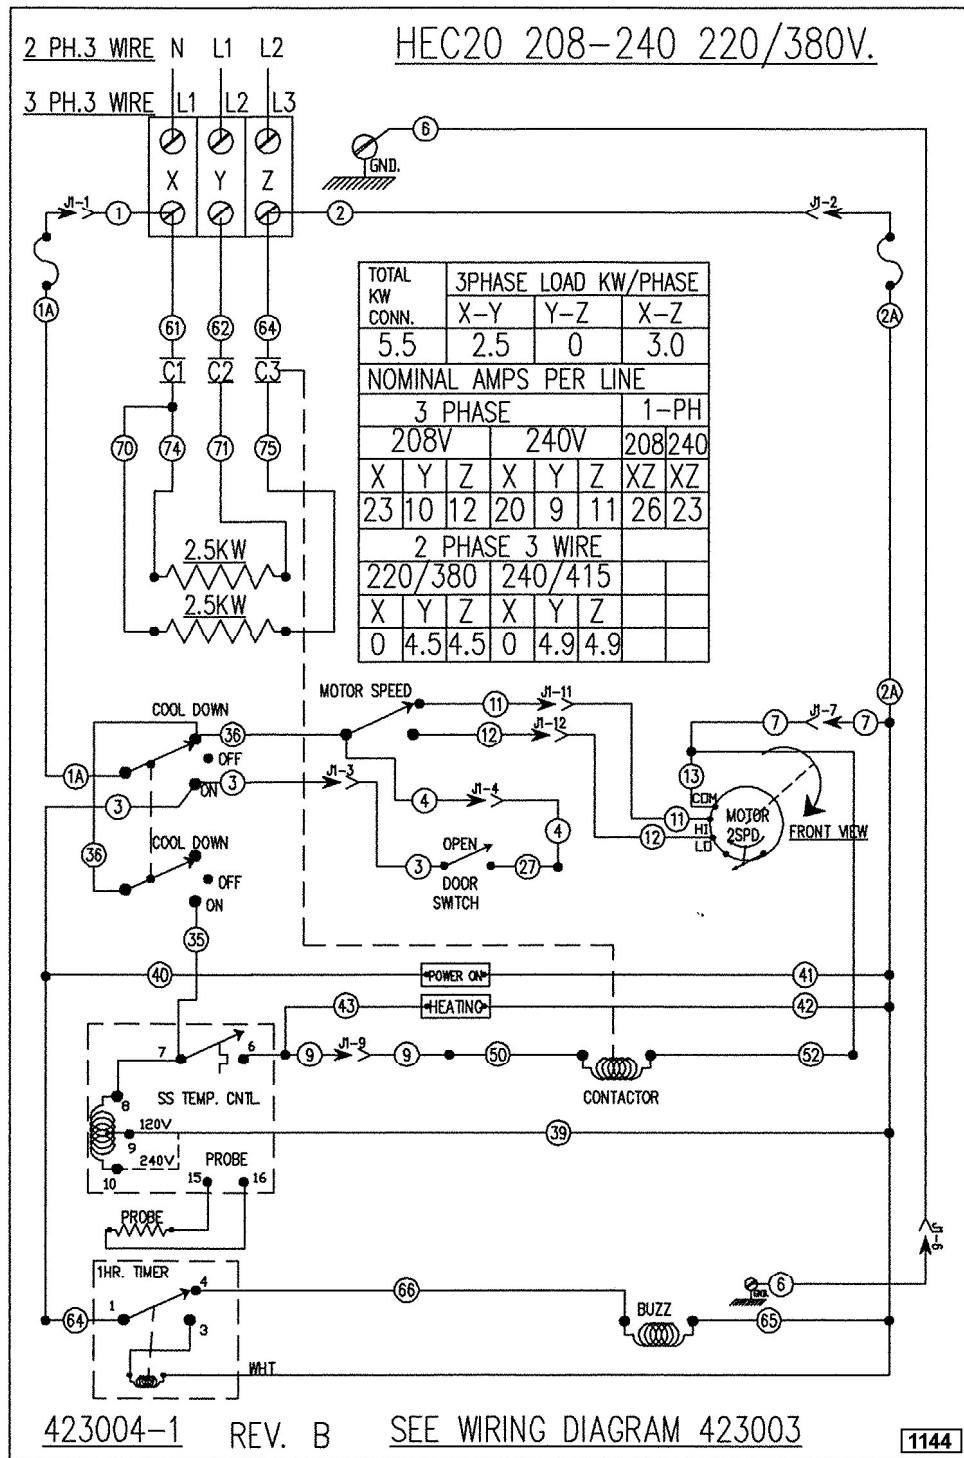 HEC20 208-240 220/380V.
2 PH.3 WIRE N L1 L2
3 PH.3 WIRE L1 L2 L3
6
GND.
X Y Z
J1-1 1 2 J1-2
1A 61 62 64 2A
C1 C2 C3
70 74 71 75
2.5KW
2.5KW
TOTAL KW CONN. 3PHASE LOAD KW/PHASE
X-Y Y-Z X-Z
5.5 2.5 0 3.0
NOMINAL AMPS PER LINE
3 PHASE 1-PH
208V 240V 208 240
X Y Z X Y Z XZ XZ
23 10 12 20 9 11 26 23
2 PHASE 3 WIRE
220/380 240/415
X Y Z X Y Z
0 4.5 4.5 0 4.9 4.9
MOTOR SPEED 11 J1-11 2A
COOL DOWN 36 12 J1-12 7 J1-7 7
OFF
1A 3 ON 3 J1-3 13
4 J1-4 COM
11 HI MOTOR 2SPD.
12 LO FRONT VIEW
36 COOL DOWN OPEN 4
3 27
OFF DOOR SWITCH
ON
35
40 POWER ON 41
43 HEATING 42
7 6 9 J1-9 9 50 52
8 SS TEMP. CNTL. CONTACTOR
120V
9 39
240V PROBE
10 15 16
PROBE
J1-6
1HR. TIMER 4 66 GND. 6
64 1 BUZZ 65
3
WHT
423004-1 REV. B SEE WIRING DIAGRAM 423003
1144